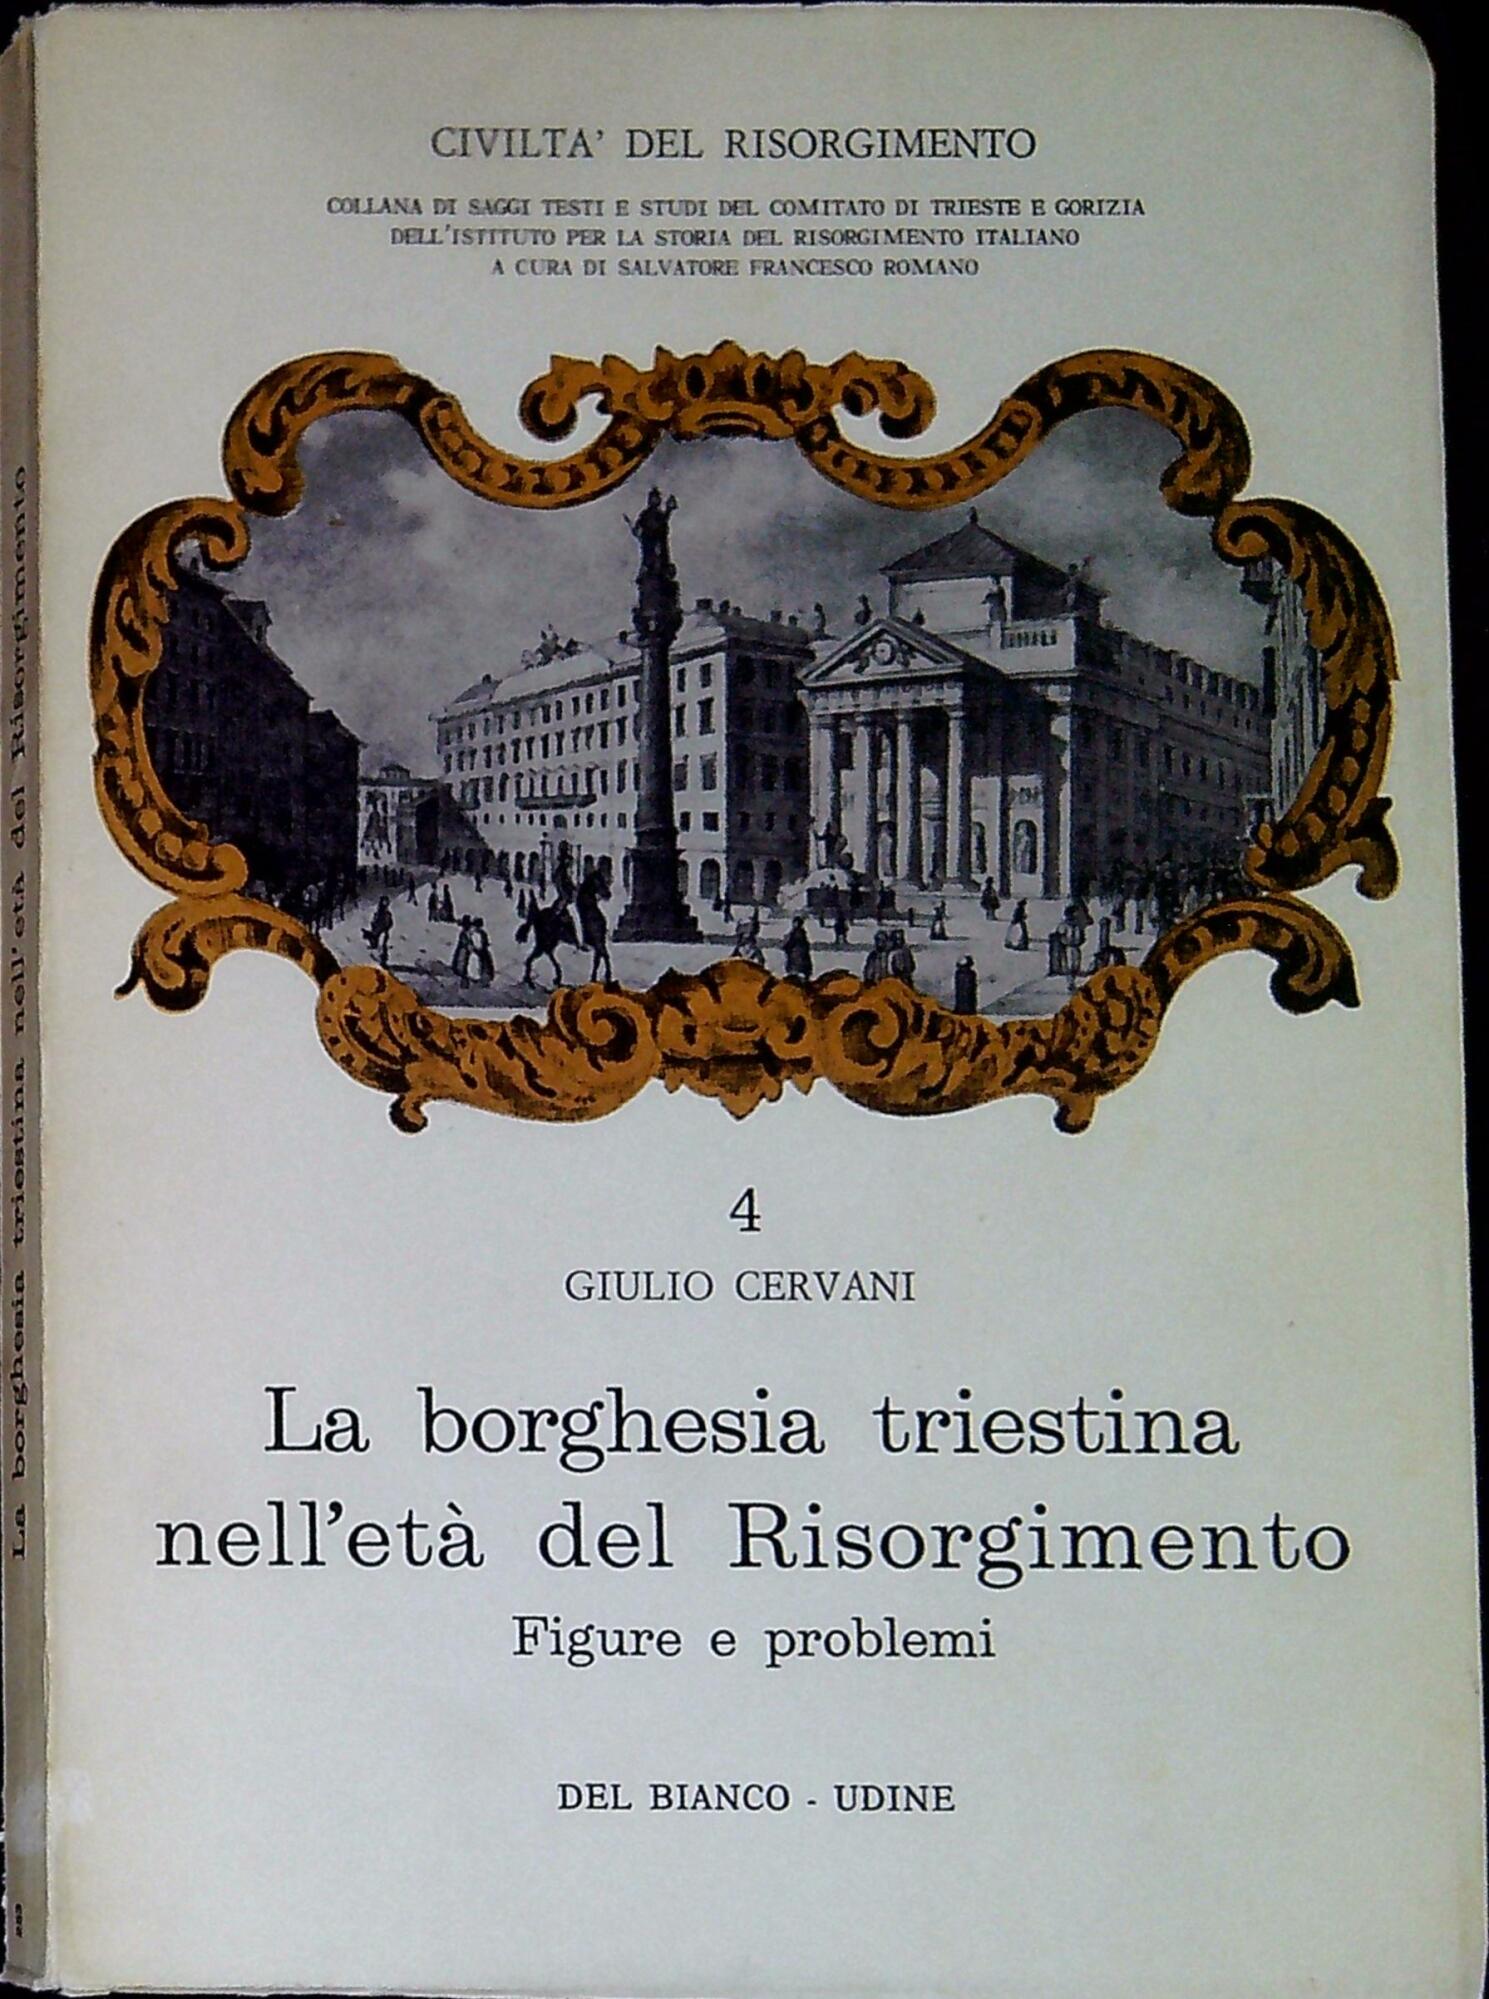 CIVILTA' DEL RISORGIMENTO
COLLANA DI SAGGI TESTI E STUDI DEL COMITATO DI TRIESTE E GORIZIA
DELL'ISTITUTO PER LA STORIA DEL RISORGIMENTO ITALIANO
A CURA DI SALVATORE FRANCESCO ROMANO
4
GIULIO CERVANI
La borghesia triestina
nell'età del Risorgimento
Figure e problemi
DEL BIANCO - UDINE
La borghesia triestina nell'età del Risorgimento
283